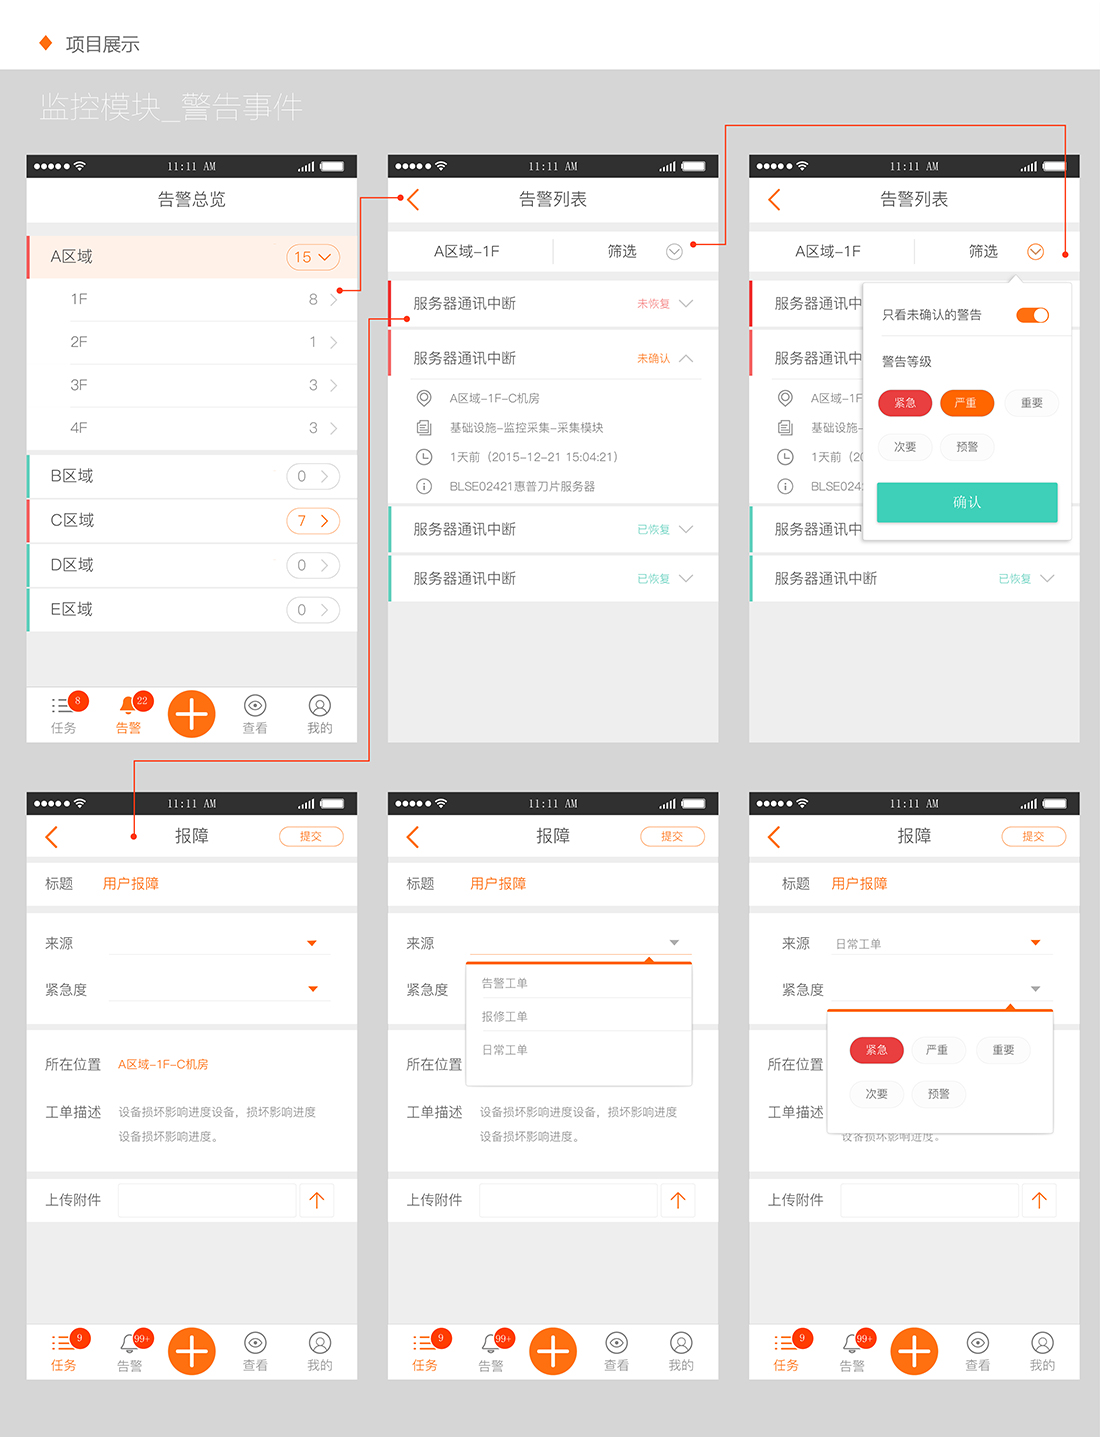 项目展示
监控模块_警告事件
11:11 AM
告警总览
A区域
15
1F
8
2F
1
3F
3
4F
3
B区域
0
C区域
7
D区域
0
E区域
0
8
22
任务
告警
查看
我的
11:11 AM
告警列表
A区域-1F
筛选
服务器通讯中断
未恢复
服务器通讯中断
未确认
A区域-1F-C机房
基础设施-监控采集-采集模块
1天前（2015-12-21 15:04:21）
BLSE02421惠普刀片服务器
服务器通讯中断
已恢复
服务器通讯中断
已恢复
11:11 AM
告警列表
A区域-1F
筛选
服务器通讯中
服务器通讯中
A区域-1F
基础设施-
1天前（20
BLSE024
服务器通讯中
服务器通讯中断
已恢复
只看未确认的警告
警告等级
紧急
严重
重要
次要
预警
确认
11:11 AM
报障
提交
标题
用户报障
来源
紧急度
所在位置
A区域-1F-C机房
工单描述
设备损坏影响进度设备，损坏影响进度
设备损坏影响进度。
上传附件
9
99+
任务
告警
查看
我的
11:11 AM
报障
提交
标题
用户报障
来源
紧急度
告警工单
报修工单
日常工单
所在位置
工单描述
设备损坏影响进度设备，损坏影响进度
设备损坏影响进度。
上传附件
9
99+
任务
告警
查看
我的
11:11 AM
报障
提交
标题
用户报障
来源
日常工单
紧急度
紧急
严重
重要
次要
预警
所在位置
工单描述
设备损坏影响进度。
上传附件
9
99+
任务
告警
查看
我的